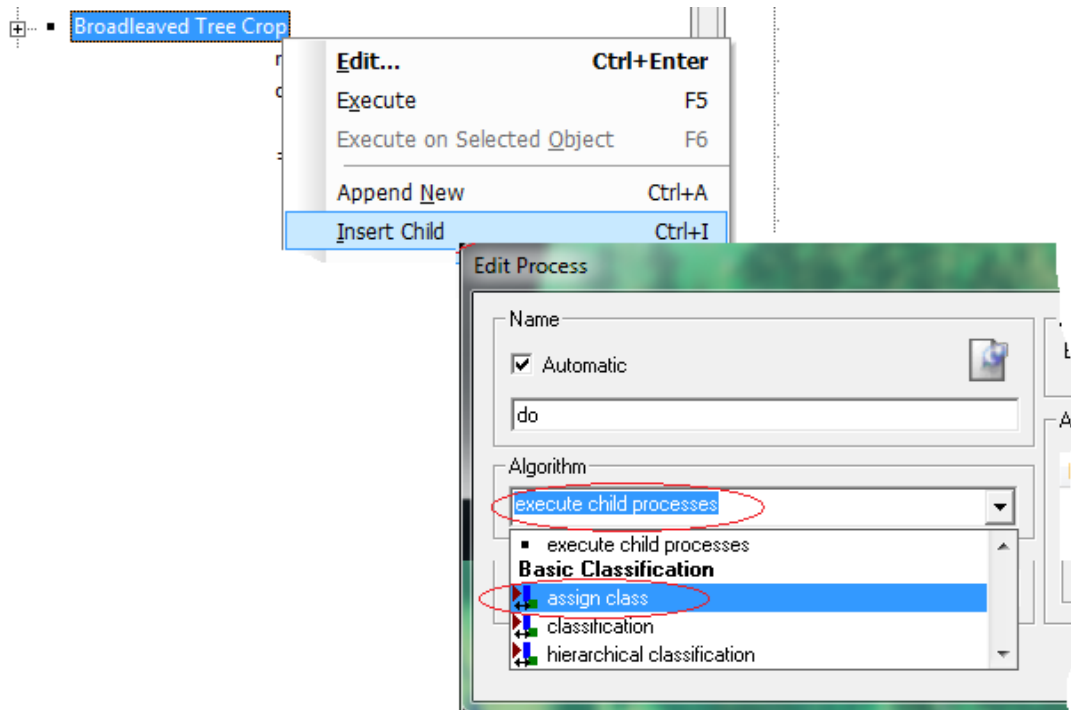 Broadleaved Tree Crop
Edit... Ctrl+Enter
Execute F5
Execute on Selected Object F6
Append New Ctrl+A
Insert Child Ctrl+I
Edit Process
Name
Automatic
do
Algorithm
execute child processes
execute child processes
Basic Classification
assign class
classification
hierarchical classification